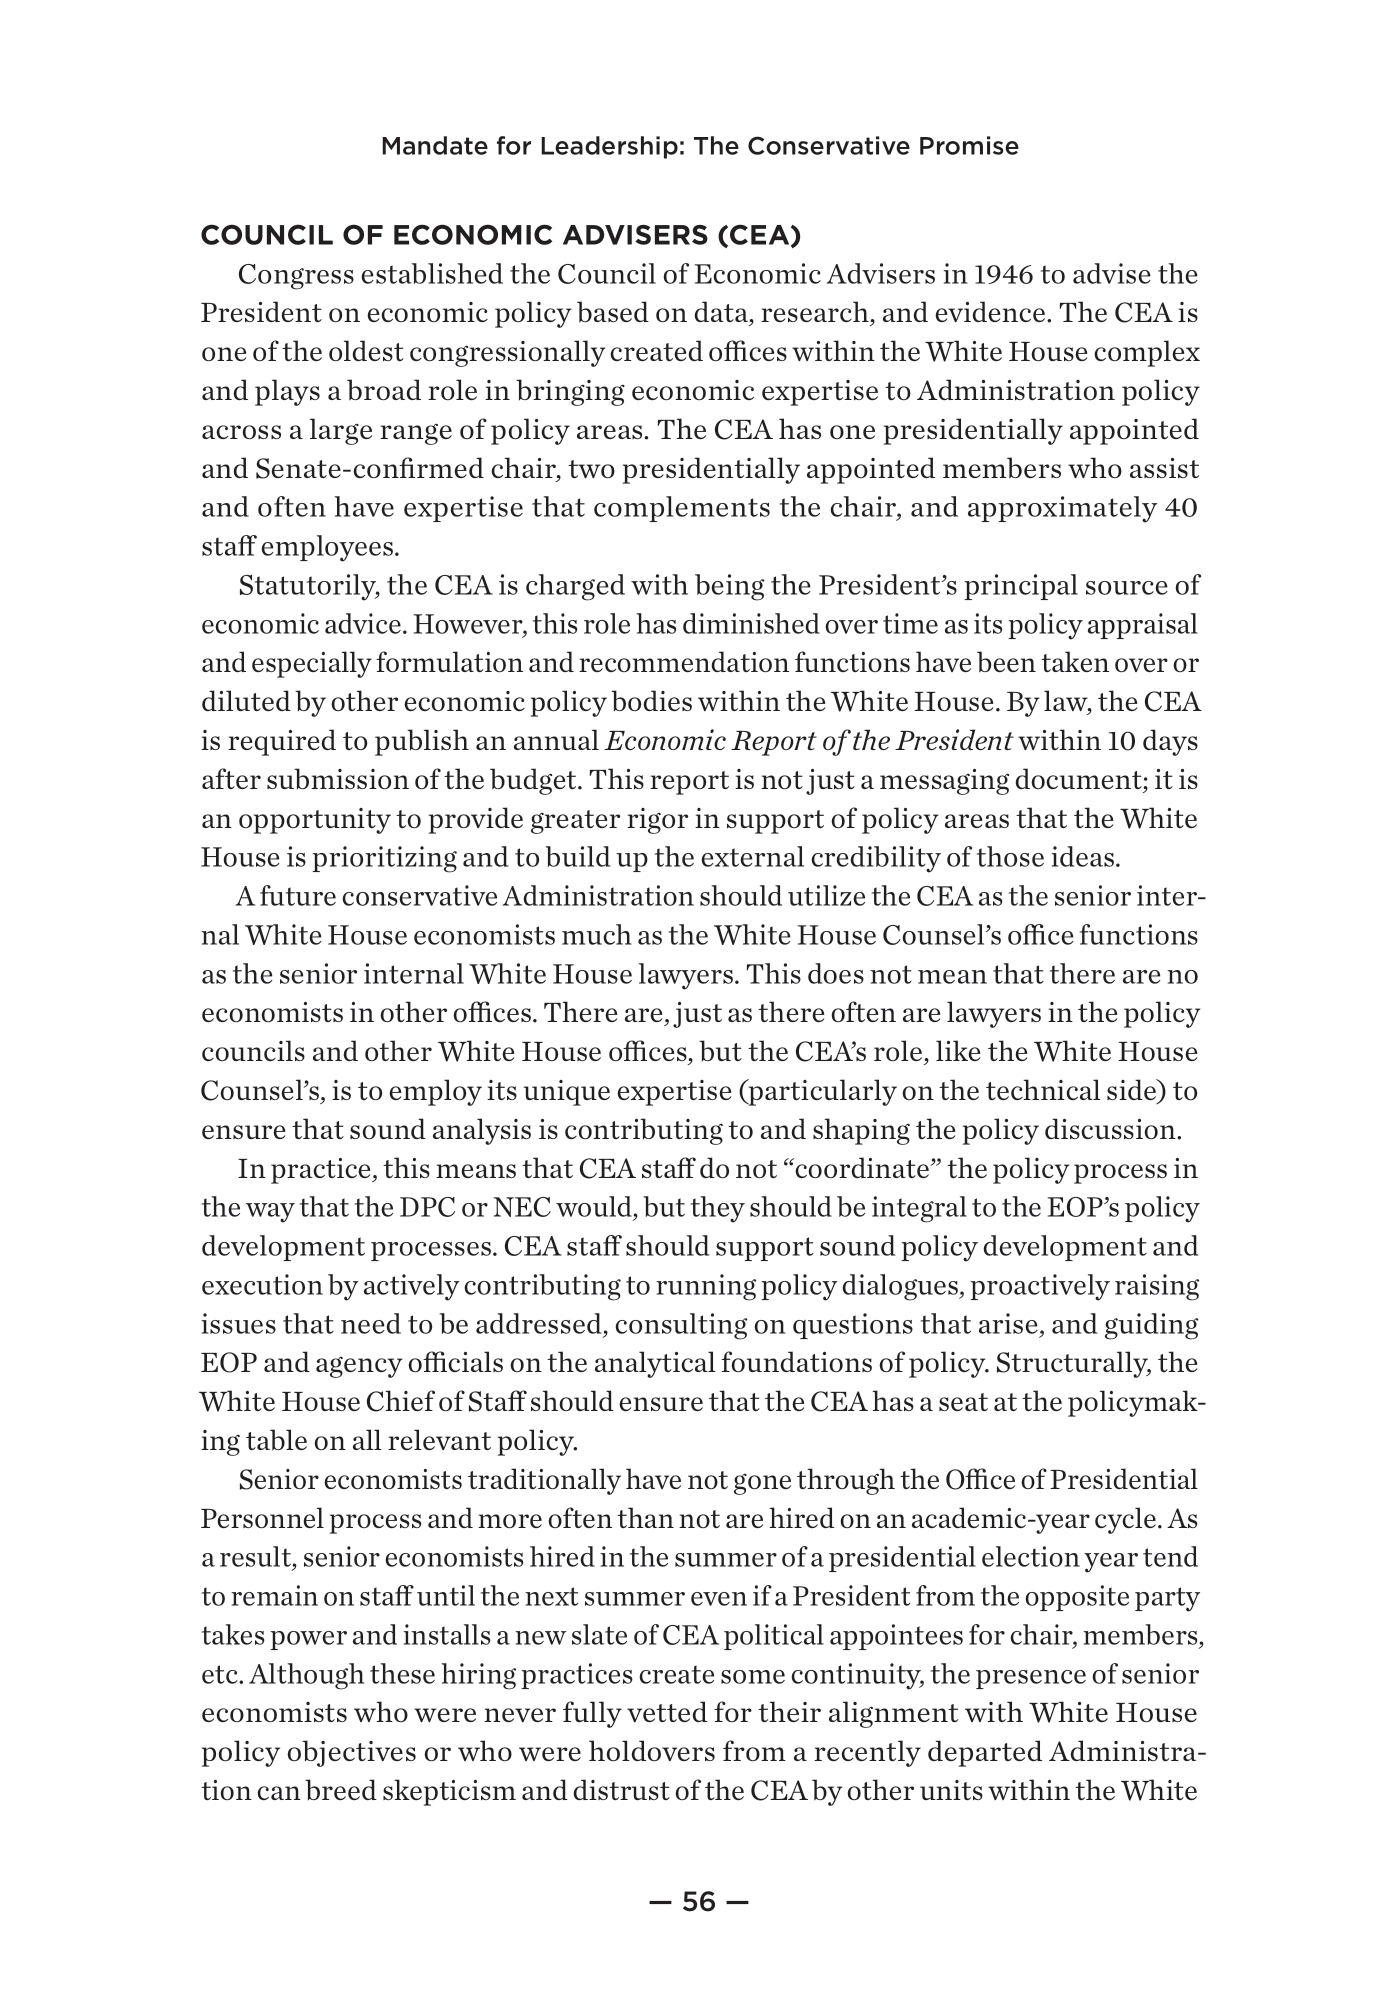 Mandate for Leadership: The Conservative Promise
COUNCIL OF ECONOMIC ADVISERS (CEA)
Congress established the Council of Economic Advisers in 1946 to advise the
President on economic policy based on data, research, and evidence. The CEA is
one of the oldest congressionally created offices within the White House complex
and plays a broad role in bringing economic expertise to Administration policy
across a large range of policy areas. The CEA has one presidentially appointed
and Senate-confirmed chair, two presidentially appointed members who assist
and often have expertise that complements the chair, and approximately 40
staff employees.
Statutorily, the CEA is charged with being the President’s principal source of
economic advice. However, this role has diminished over time as its policy appraisal
and especially formulation and recommendation functions have been taken over or
diluted by other economic policy bodies within the White House. By law, the CEA
is required to publish an annual Economic Report of the President within 10 days
after submission of the budget. This report is not just a messaging document; it is
an opportunity to provide greater rigor in support of policy areas that the White
House is prioritizing and to build up the external credibility of those ideas.
A future conservative Administration should utilize the CEA as the senior inter-
nal White House economists much as the White House Counsel’s office functions
as the senior internal White House lawyers. This does not mean that there are no
economists in other offices. There are, just as there often are lawyers in the policy
councils and other White House offices, but the CEA’s role, like the White House
Counsel’s, is to employ its unique expertise (particularly on the technical side) to
ensure that sound analysis is contributing to and shaping the policy discussion.
In practice, this means that CEA staff do not “coordinate” the policy process in
the way that the DPC or NEC would, but they should be integral to the EOP’s policy
development processes. CEA staff should support sound policy development and
execution by actively contributing to running policy dialogues, proactively raising
issues that need to be addressed, consulting on questions that arise, and guiding
EOP and agency officials on the analytical foundations of policy. Structurally, the
White House Chief of Staff should ensure that the CEA has a seat at the policymak-
ing table on all relevant policy.
Senior economists traditionally have not gone through the Office of Presidential
Personnel process and more often than not are hired on an academic-year cycle. As
a result, senior economists hired in the summer of a presidential election year tend
to remain on staff until the next summer even if a President from the opposite party
takes power and installs a new slate of CEA political appointees for chair, members,
etc. Although these hiring practices create some continuity, the presence of senior
economists who were never fully vetted for their alignment with White House
policy objectives or who were holdovers from a recently departed Administra-
tion can breed skepticism and distrust of the CEA by other units within the White
— 56 —